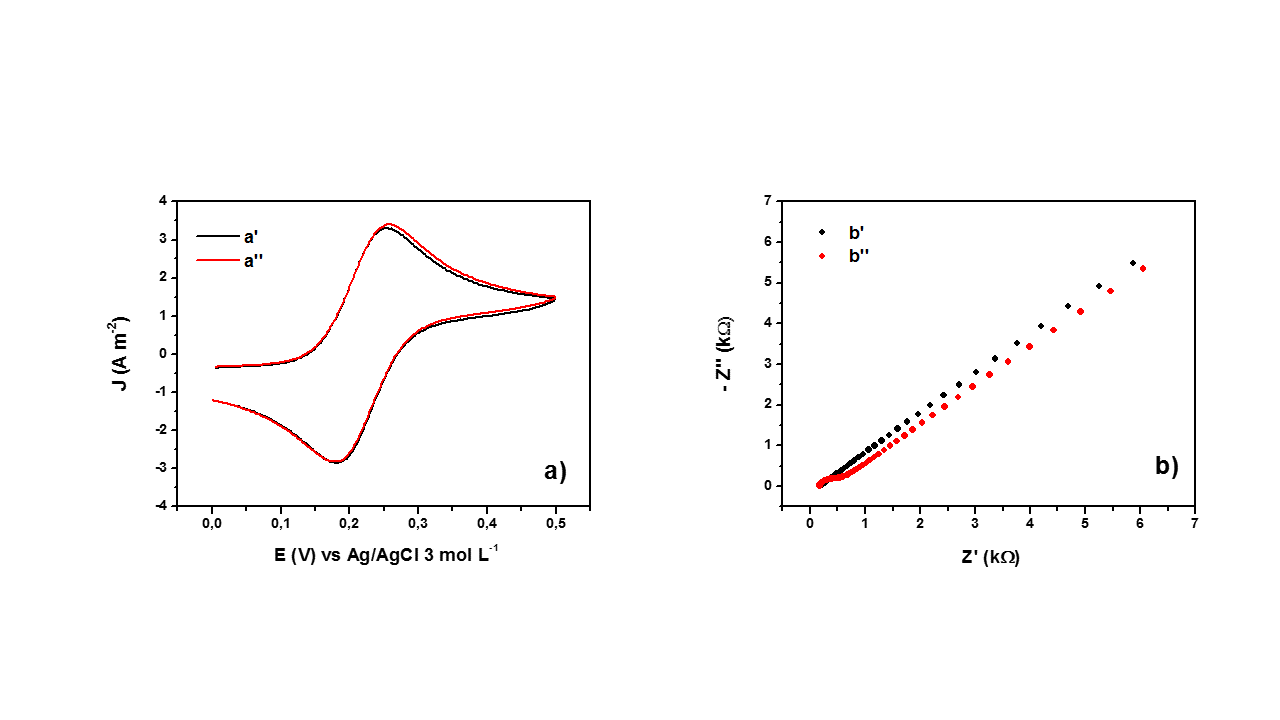 4
3
2
1
0
-1
-2
-3
-4
J (A m-2)
a'
a''
a)
0,0 0,1 0,2 0,3 0,4 0,5
E (V) vs Ag/AgCl 3 mol L-1
7
6
5
4
3
2
1
0
- Z'' (kΩ)
b'
b''
b)
0 1 2 3 4 5 6 7
Z' (kΩ)